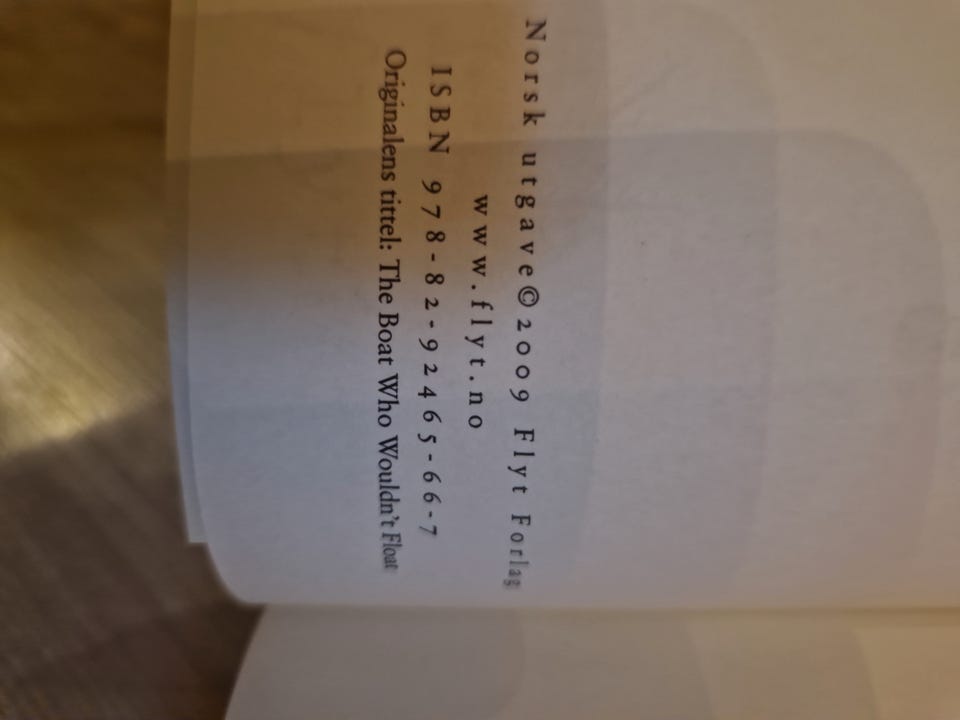 Norsk utgave©2009 Flyt Forlag
www.flyt.no
ISBN 978-82-92465-66-7
Originalens tittel: The Boat Who Wouldn't Float